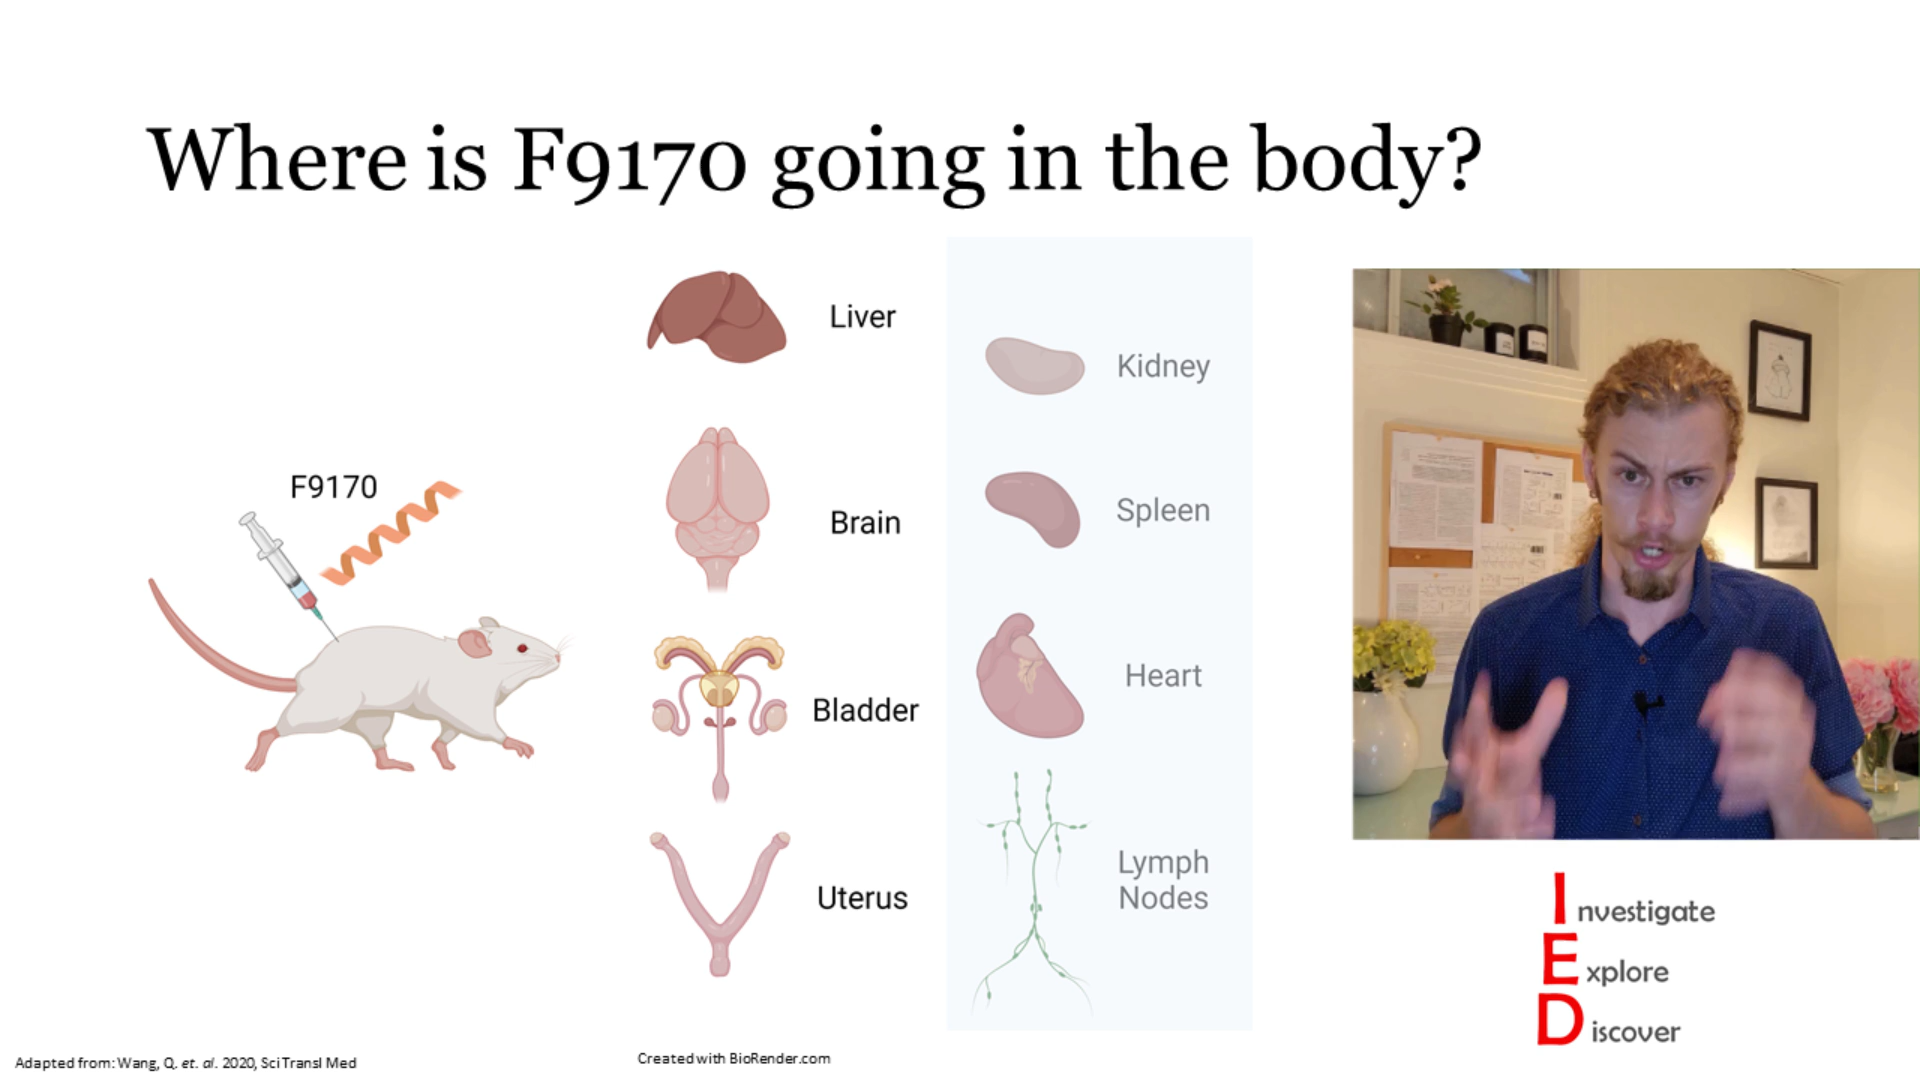 Where is F9170 going in the body?
F9170
Liver
Brain
Bladder
Uterus
Kidney
Spleen
Heart
Lymph
Nodes
Investigate
Explore
Discover
Adapted from: Wang, Q. et. al. 2020, Sci Transl Med
Created with BioRender.com